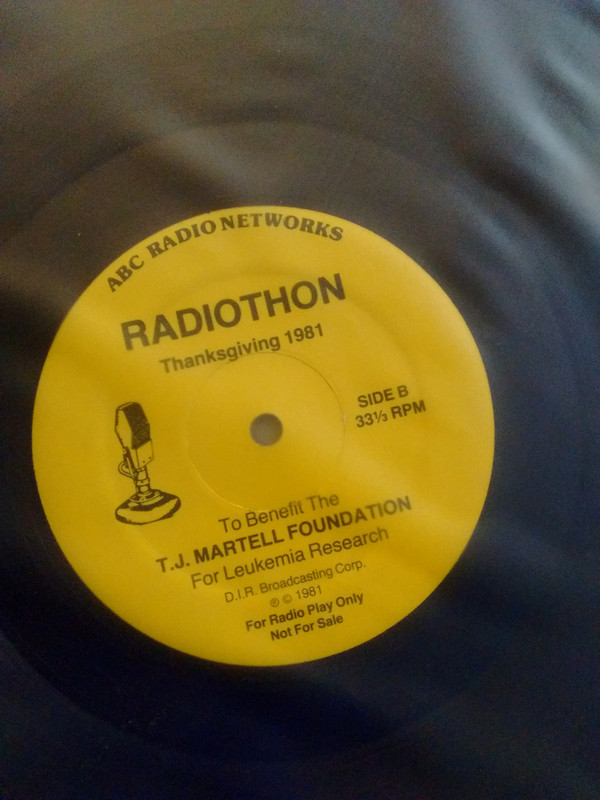 ABC RADIO NETWORKS
RADIOTHON
Thanksgiving 1981
SIDE B
33⅓ RPM
To Benefit The
T.J. MARTELL FOUNDATION
For Leukemia Research
D.I.R. Broadcasting Corp.
℗ © 1981
For Radio Play Only
Not For Sale